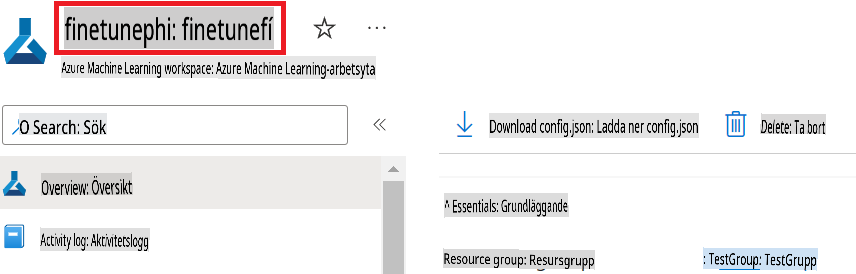 finetunephi: finetunefí
Azure Machine Learning workspace: Azure Machine Learning-arbetsyta
O Search: Sök
Download config.json: Ladda ner config.json
Delete: Ta bort
Overview: Översikt
^ Essentials: Grundläggande
Activity log: Aktivitetslogg
Resource group: Resursgrupp
: TestGroup: TestGrupp